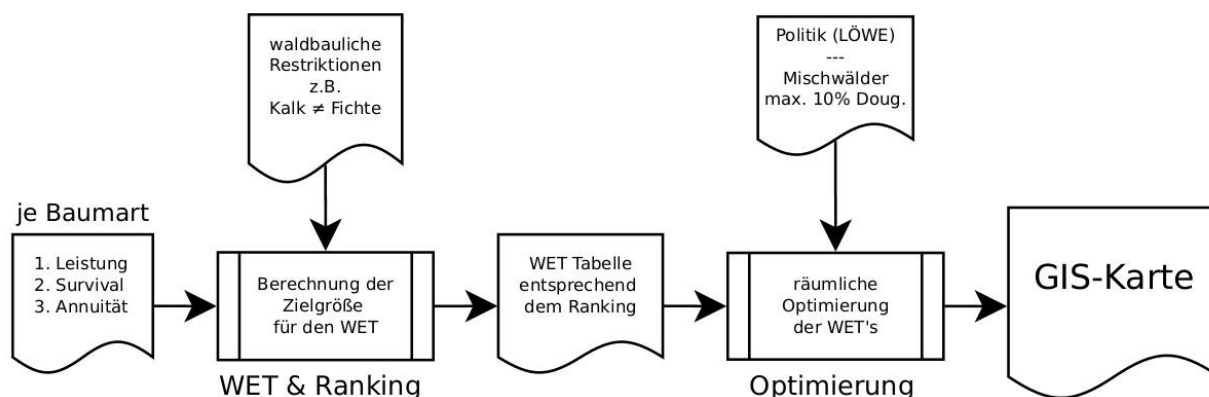 waldbauliche
Restriktionen
z.B.
Kalk ≠ Fichte
Politik (LÖWE)
---
Mischwälder
max. 10% Doug.
je Baumart
1. Leistung
2. Survival
3. Annuität
Berechnung der
Zielgröße
für den WET
WET & Ranking
WET Tabelle
entsprechend
dem Ranking
räumliche
Optimierung
der WET's
Optimierung
GIS-Karte